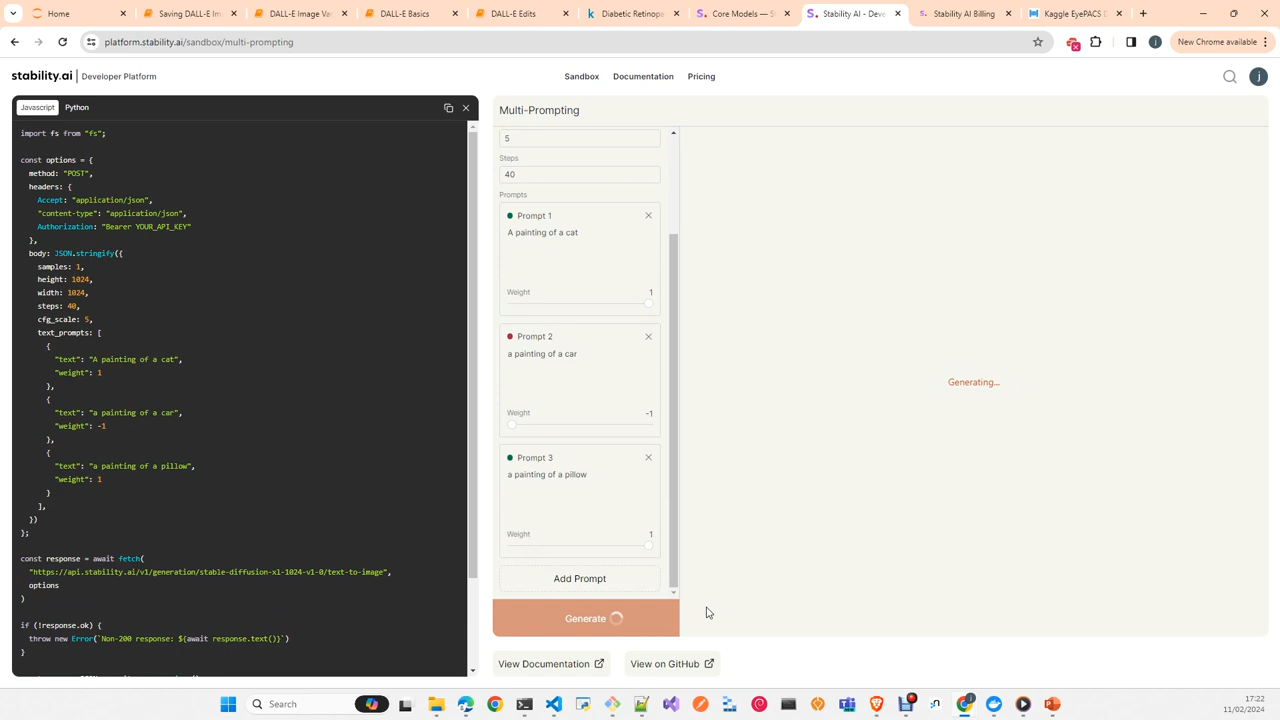 Home
Saving DALL-E Im
DALL-E Image Va
DALL-E Basics
DALL-E Edits
Diabetic Retinop
Core Models — S
Stability AI - Deve
Stability AI Billing
Kaggle EyePACS D
platform.stability.ai/sandbox/multi-prompting
New Chrome available
stability.ai | Developer Platform
Sandbox
Documentation
Pricing
j
Javascript
Python
import fs from "fs";
const options = {
method: "POST",
headers: {
Accept: "application/json",
"content-type": "application/json",
Authorization: "Bearer YOUR_API_KEY"
},
body: JSON.stringify({
samples: 1,
height: 1024,
width: 1024,
steps: 40,
cfg_scale: 5,
text_prompts: [
{
"text": "A painting of a cat",
"weight": 1
},
{
"text": "a painting of a car",
"weight": -1
},
{
"text": "a painting of a pillow",
"weight": 1
}
],
})
};
const response = await fetch(
"https://api.stability.ai/v1/generation/stable-diffusion-xl-1024-v1-0/text-to-image",
options
)
if (!response.ok) {
throw new Error(`Non-200 response: ${await response.text()}`)
}
Multi-Prompting
5
Steps
40
Prompts
Prompt 1
A painting of a cat
Weight 1
Prompt 2
a painting of a car
Weight -1
Prompt 3
a painting of a pillow
Weight 1
Add Prompt
Generate
Generating...
View Documentation
View on GitHub
Search
17:22
11/02/2024